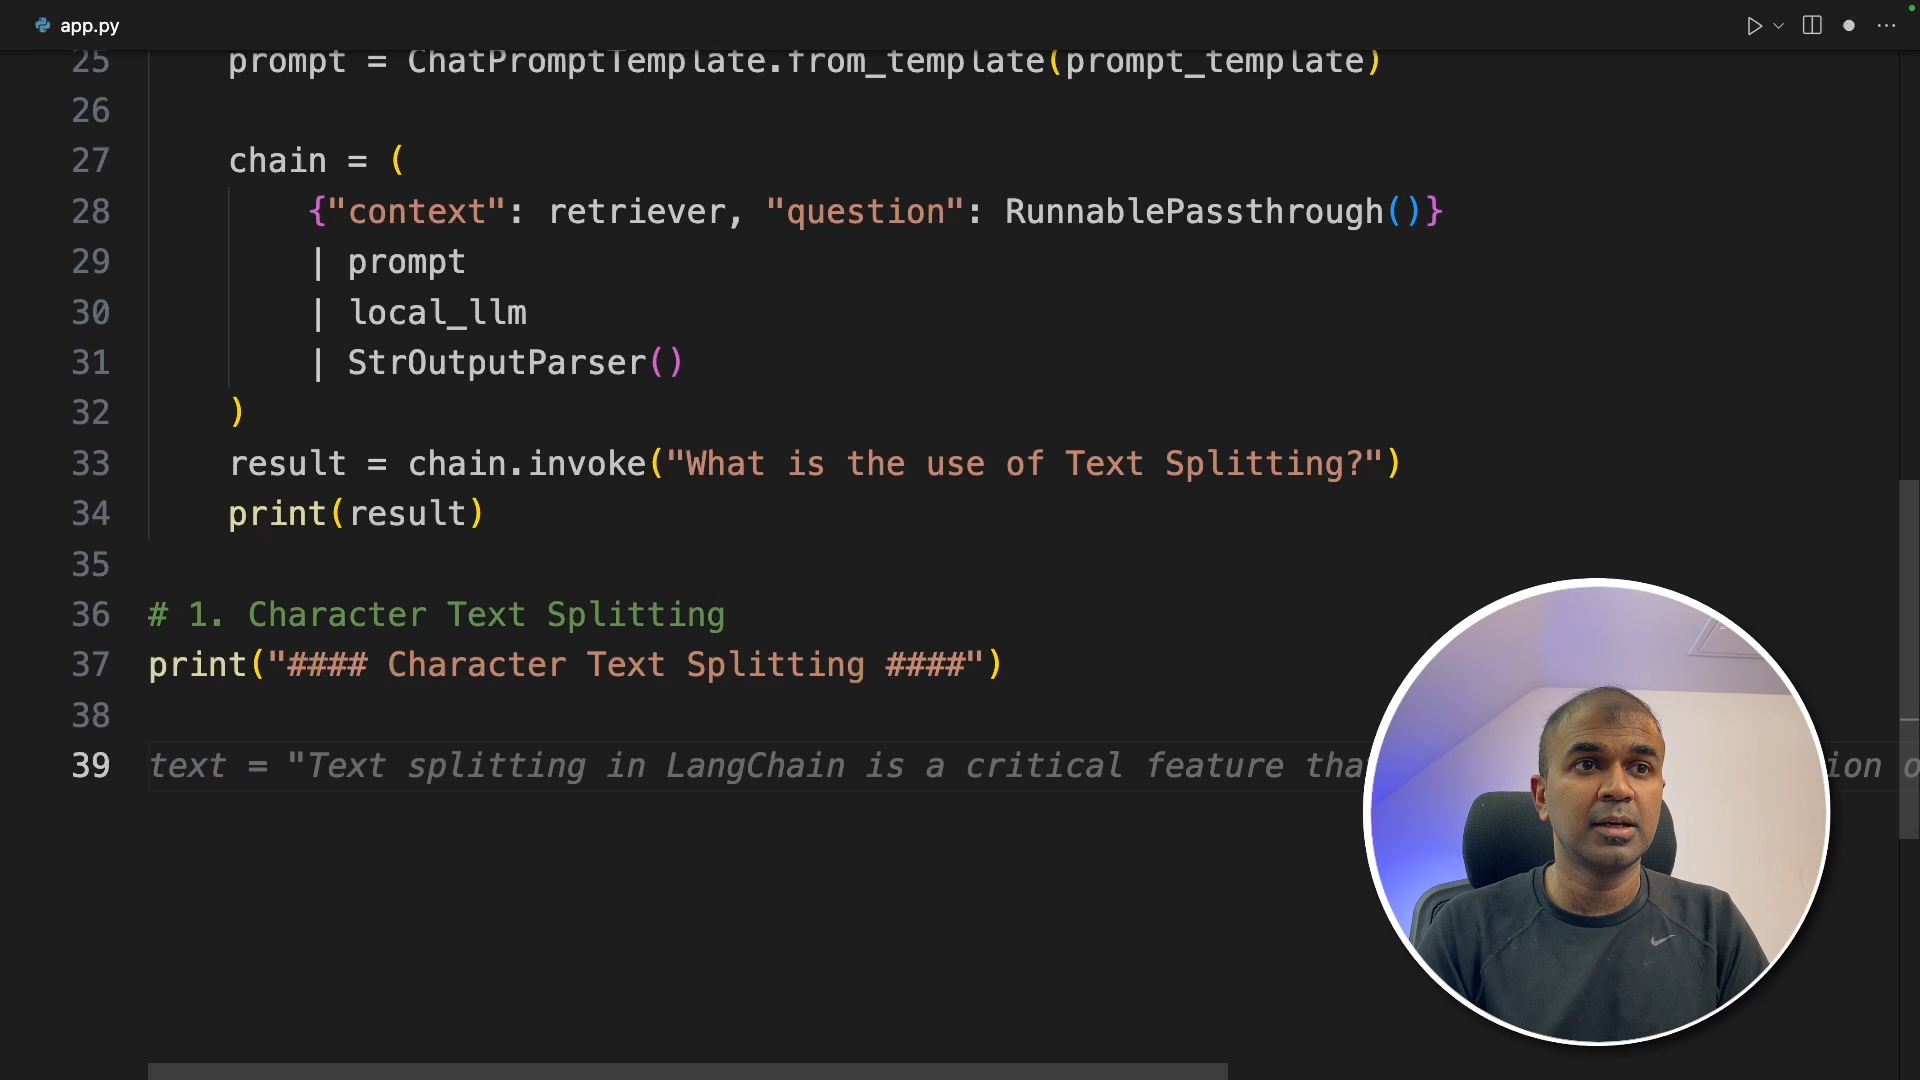 app.py
25 prompt = ChatPromptTemplate.from_template(prompt_template)
26
27 chain = (
28 {"context": retriever, "question": RunnablePassthrough()}
29 | prompt
30 | local_llm
31 | StrOutputParser()
32 )
33 result = chain.invoke("What is the use of Text Splitting?")
34 print(result)
35
36 # 1. Character Text Splitting
37 print("#### Character Text Splitting ####")
38
39 text = "Text splitting in LangChain is a critical feature